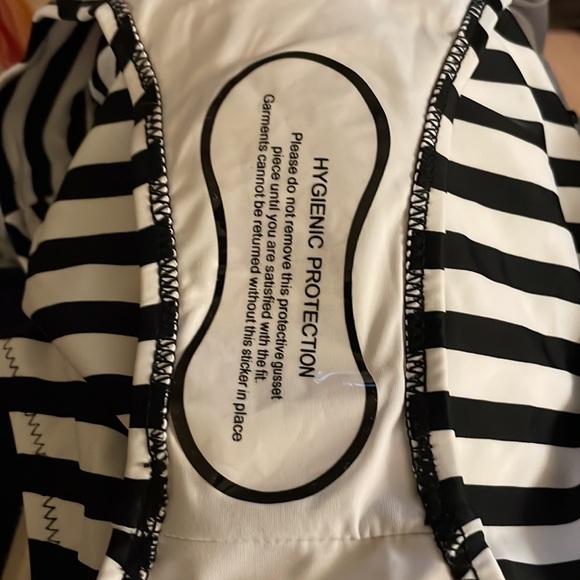 HYGIENIC PROTECTION
Please do not remove this protective gusset
piece until you are satisfied with the fit.
Garments cannot be returned without this sticker in place